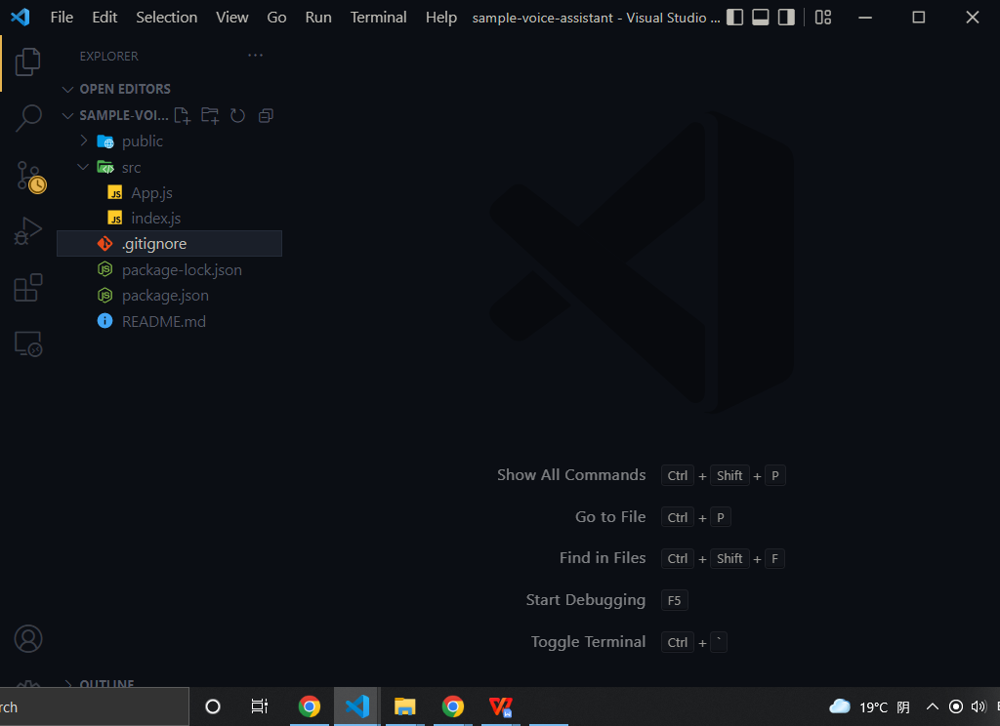 File Edit Selection View Go Run Terminal Help sample-voice-assistant - Visual Studio ...
EXPLORER
OPEN EDITORS
SAMPLE-VOI...
public
src
JS App.js
JS index.js
.gitignore
package-lock.json
package.json
README.md
Show All Commands Ctrl + Shift + P
Go to File Ctrl + P
Find in Files Ctrl + Shift + F
Start Debugging F5
Toggle Terminal Ctrl + `
OUTLINE
rch
19°C 阴